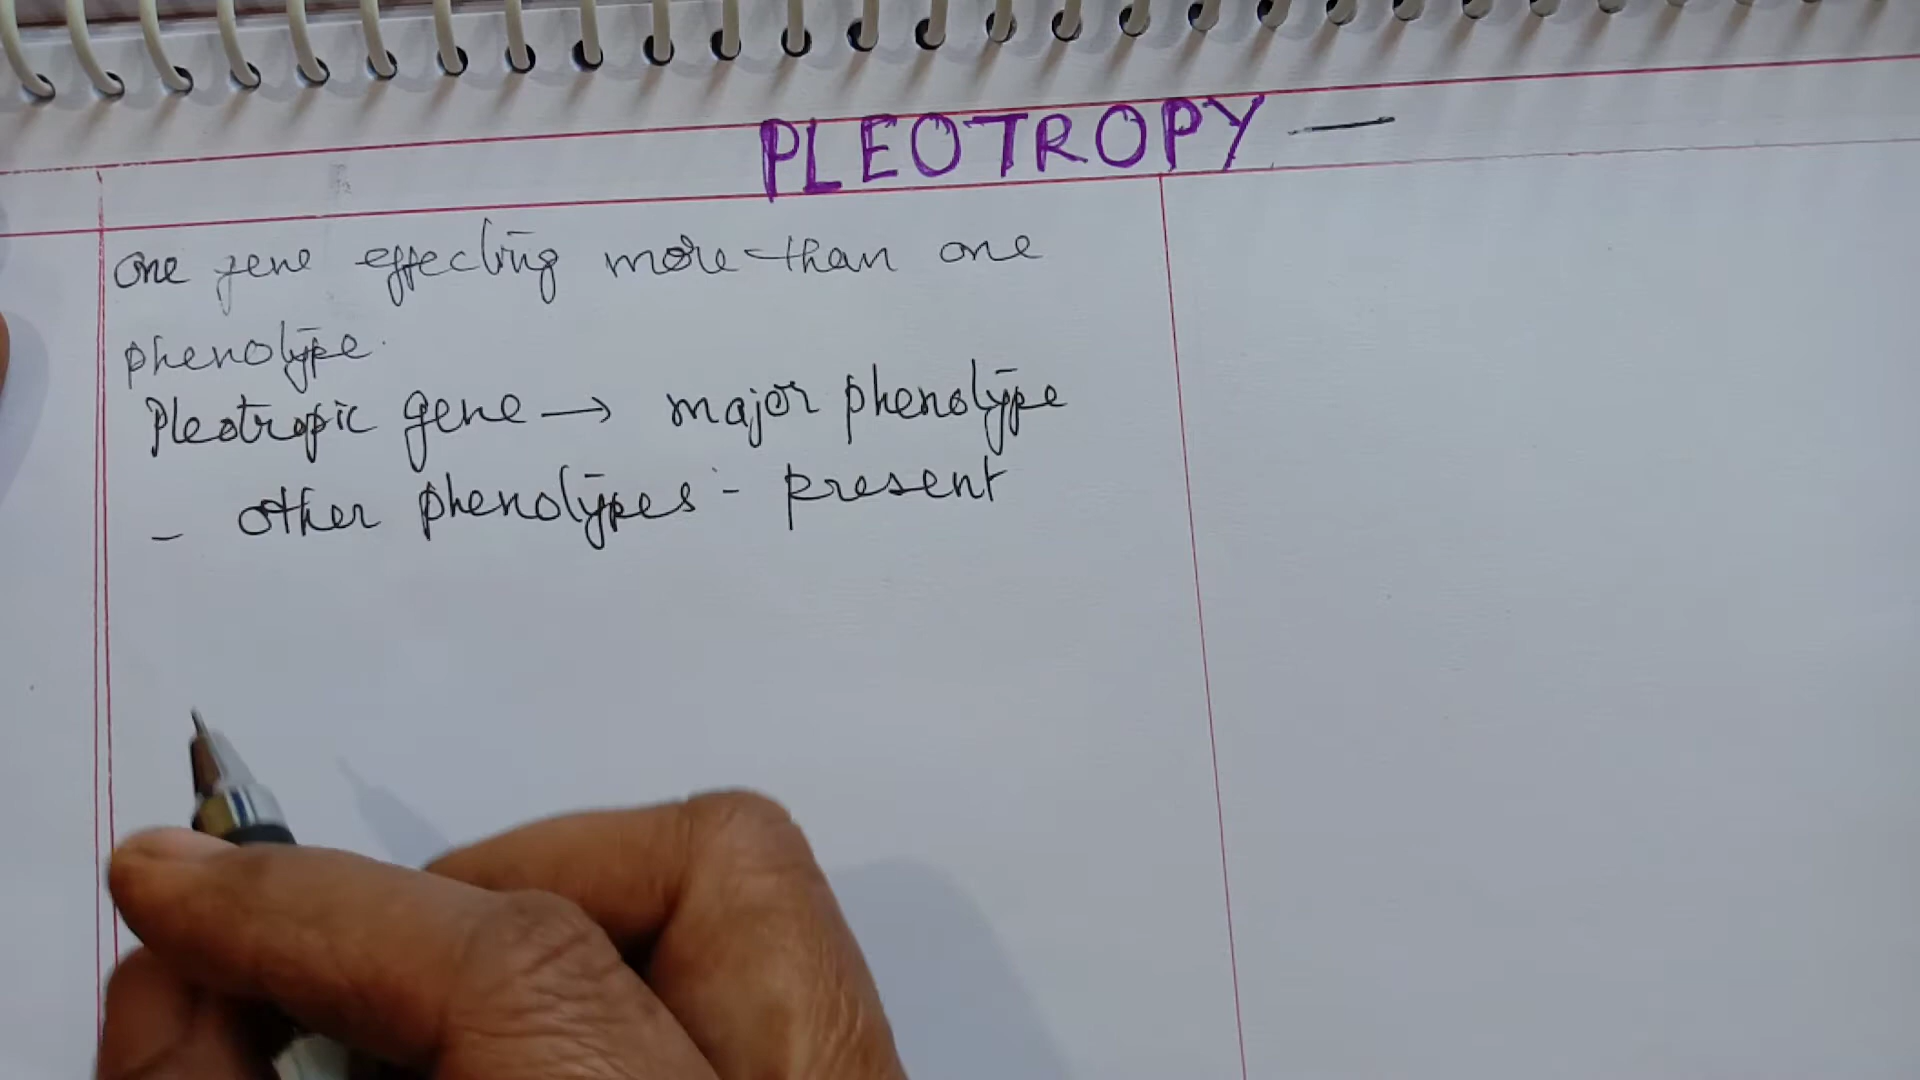 PLEOTROPY —
One gene effecting more than one
phenotype.
Pleotropic gene → major phenotype
- other phenotypes - present